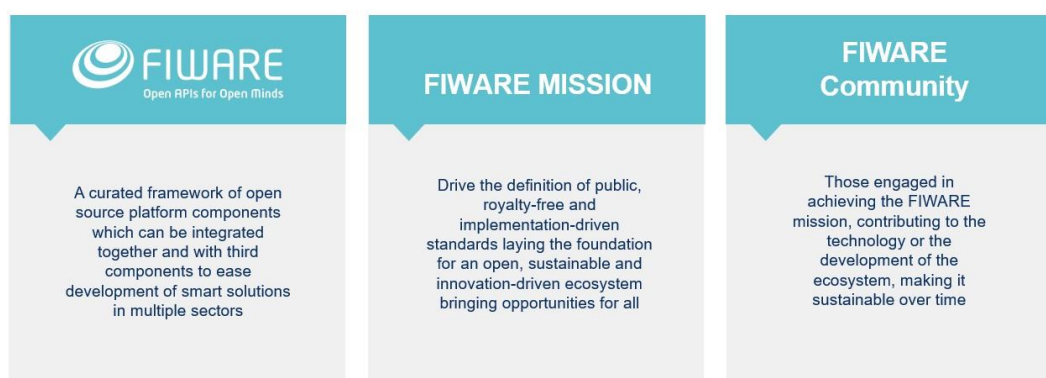 FIWARE
Open APIs for Open Minds
A curated framework of open
source platform components
which can be integrated
together and with third
components to ease
development of smart solutions
in multiple sectors
FIWARE MISSION
Drive the definition of public,
royalty-free and
implementation-driven
standards laying the foundation
for an open, sustainable and
innovation-driven ecosystem
bringing opportunities for all
FIWARE
Community
Those engaged in
achieving the FIWARE
mission, contributing to the
technology or the
development of the
ecosystem, making it
sustainable over time